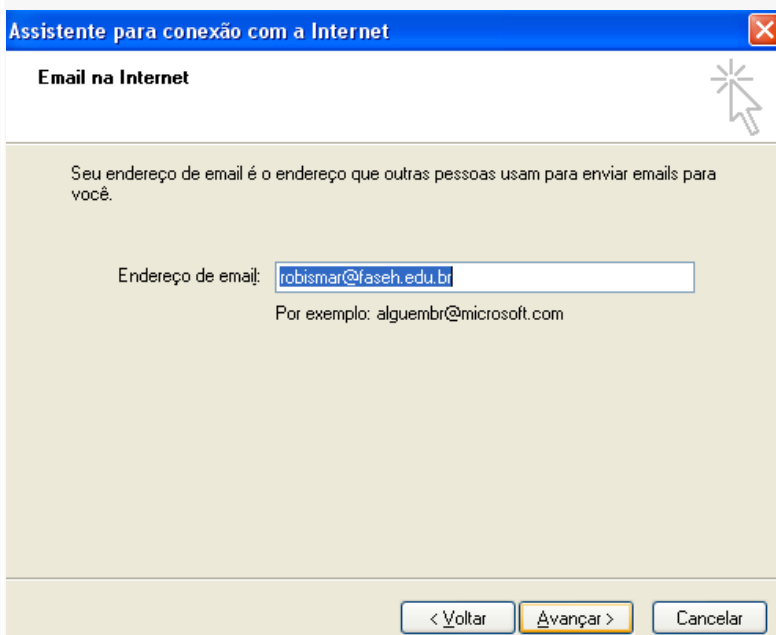 Assistente para conexão com a Internet
Email na Internet
Seu endereço de email é o endereço que outras pessoas usam para enviar emails para
você.
Endereço de email: robismar@faseh.edu.br
Por exemplo: alguembr@microsoft.com
< Voltar Avançar > Cancelar